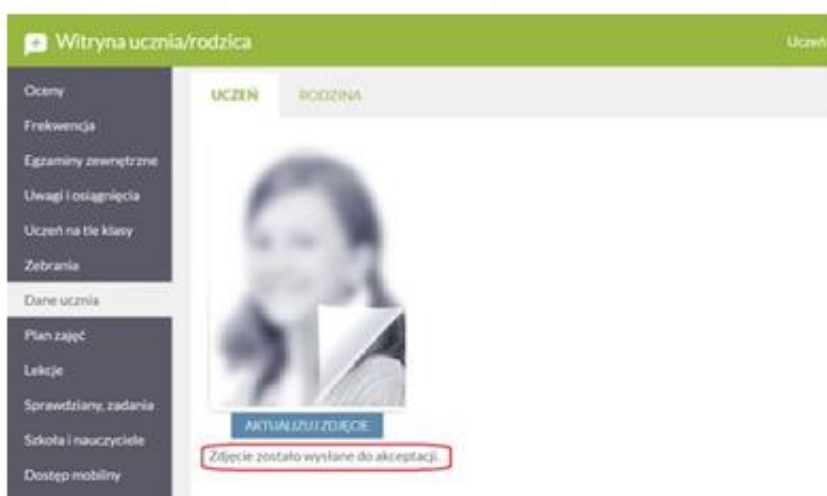 Witryna ucznia/rodzica
Uczeń
Oceny
Frekwencja
Egzaminy zewnętrzne
Uwagi i osiągnięcia
Uczeń na tle klasy
Zebrania
Dane ucznia
Plan zajęć
Lekcje
Sprawdziany, zadania
Szkoła i nauczyciele
Dostęp mobilny
UCZEŃ RODZINA
AKTUALIZUJ ZDJĘCIE
Zdjęcie zostało wysłane do akceptacji.